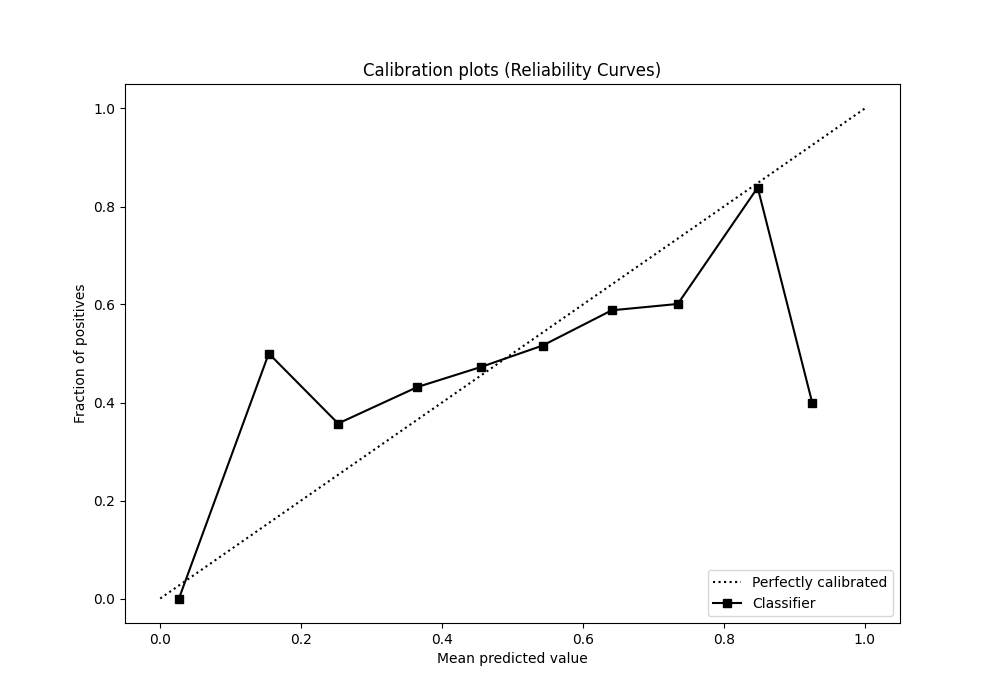 Calibration plots (Reliability Curves)
1.0
0.8
0.6
0.4
0.2
0.0
Fraction of positives
0.0 0.2 0.4 0.6 0.8 1.0
Mean predicted value
Perfectly calibrated
Classifier